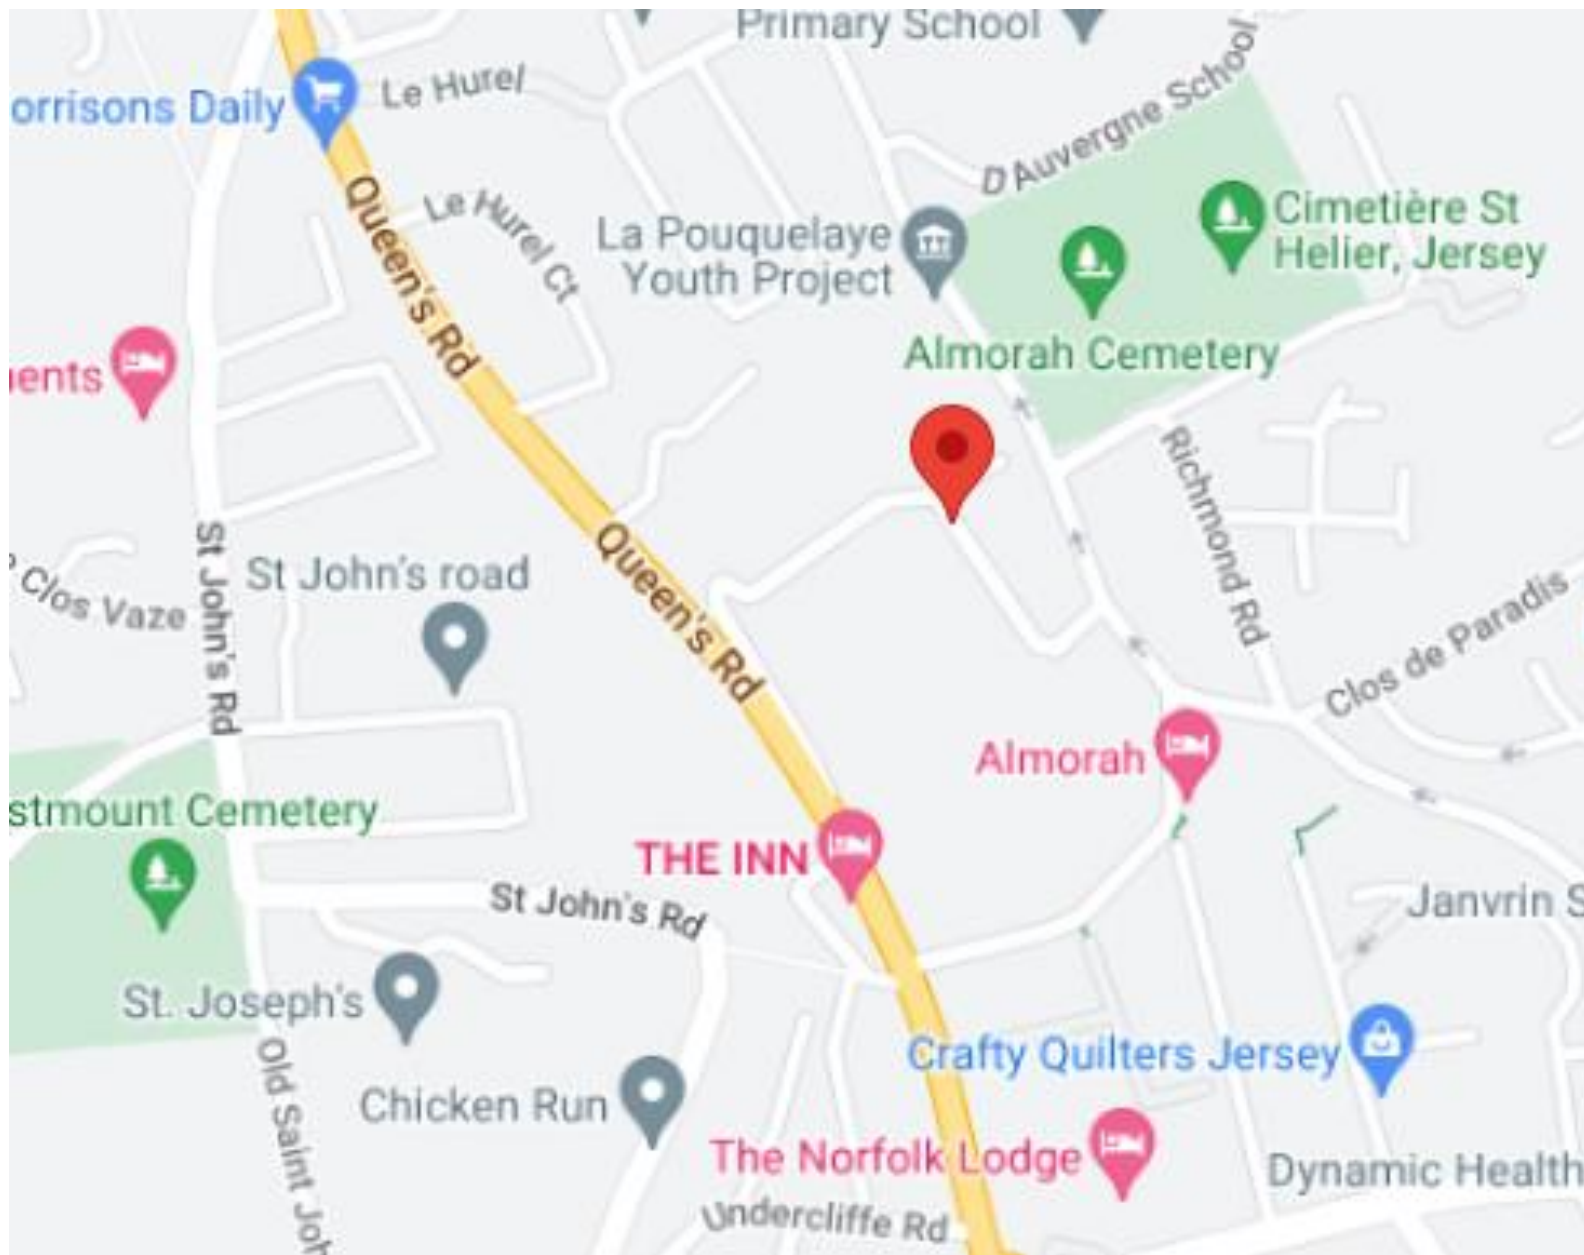 Primary School
orrisons Daily
Le Hurel
D'Auvergne School
Queen's Rd
Le Hurel Ct
La Pouquelaye
Youth Project
Cimetière St
Helier, Jersey
Almorah Cemetery
ents
Richmond Rd
St John's Rd
St John's road
Queen's Rd
Clos Vaze
Clos de Paradis
Almorah
stmount Cemetery
THE INN
St John's Rd
Janvrin S
St. Joseph's
Old Saint Joh
Crafty Quilters Jersey
Chicken Run
The Norfolk Lodge
Dynamic Health
Undercliffe Rd